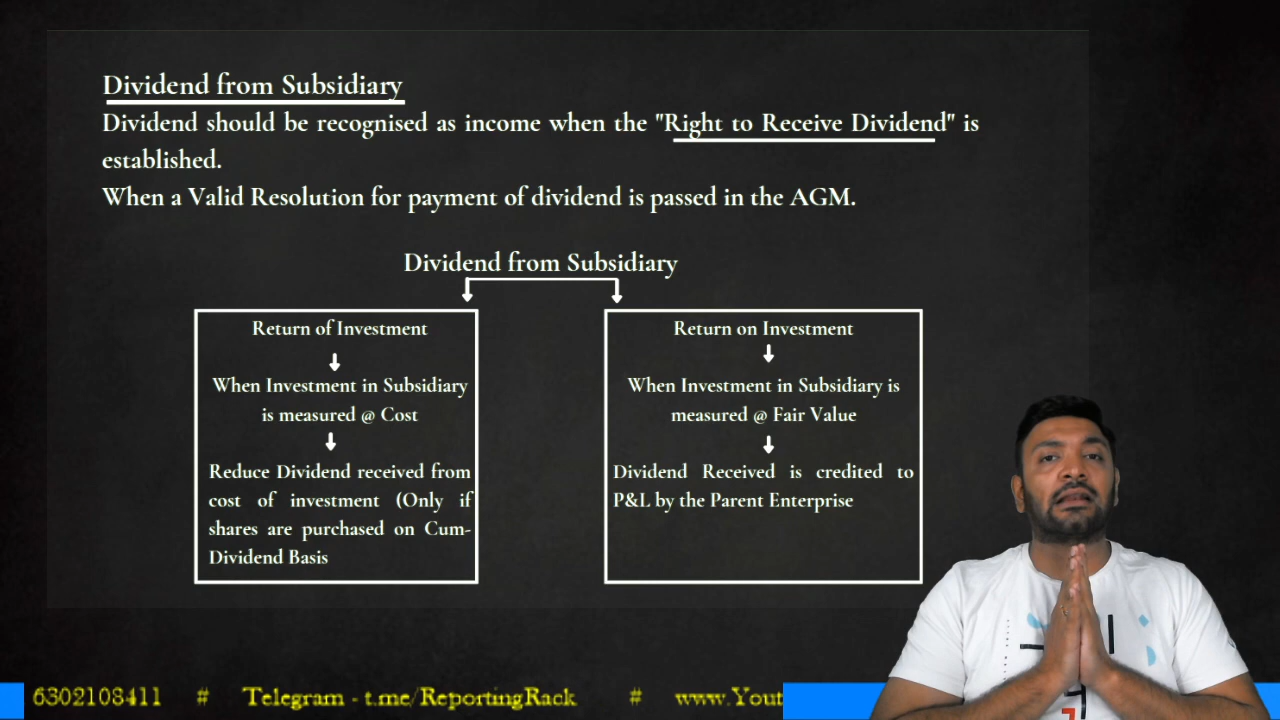 Dividend from Subsidiary
Dividend should be recognised as income when the "Right to Receive Dividend" is
established.
When a Valid Resolution for payment of dividend is passed in the AGM.
Dividend from Subsidiary
Return of Investment
When Investment in Subsidiary
is measured @ Cost
Reduce Dividend received from
cost of investment (Only if
shares are purchased on Cum-
Dividend Basis
Return on Investment
When Investment in Subsidiary is
measured @ Fair Value
Dividend Received is credited to
P&L by the Parent Enterprise
6302108411 # Telegram - t.me/ReportingRack # www.Yout